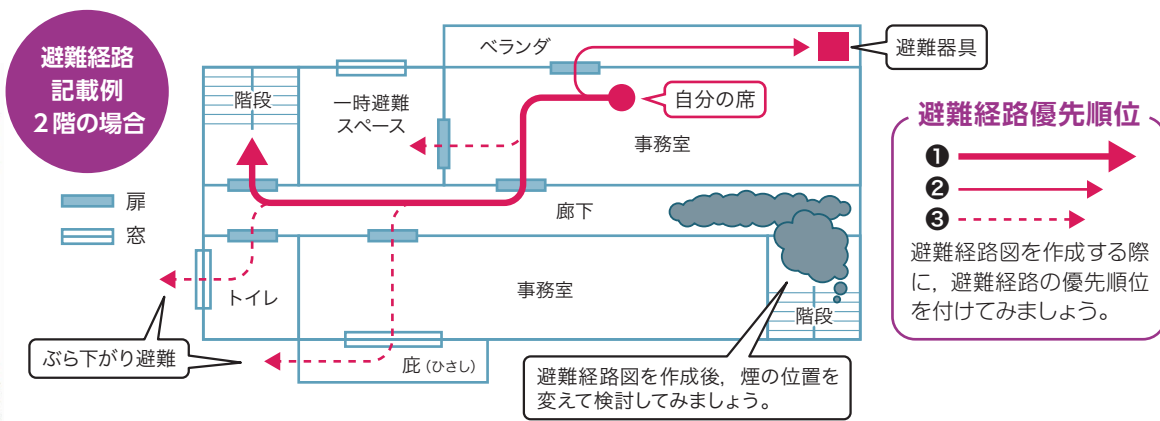 避難経路
記載例
２階の場合
扉
窓
ベランダ
避難器具
階段
一時避難
スペース
自分の席
事務室
廊下
トイレ
事務室
階段
ぶら下がり避難
庇（ひさし）
避難経路図を作成後，煙の位置を
変えて検討してみましょう。
避難経路優先順位
❶
❷
❸
避難経路図を作成する際
に，避難経路の優先順位
を付けてみましょう。